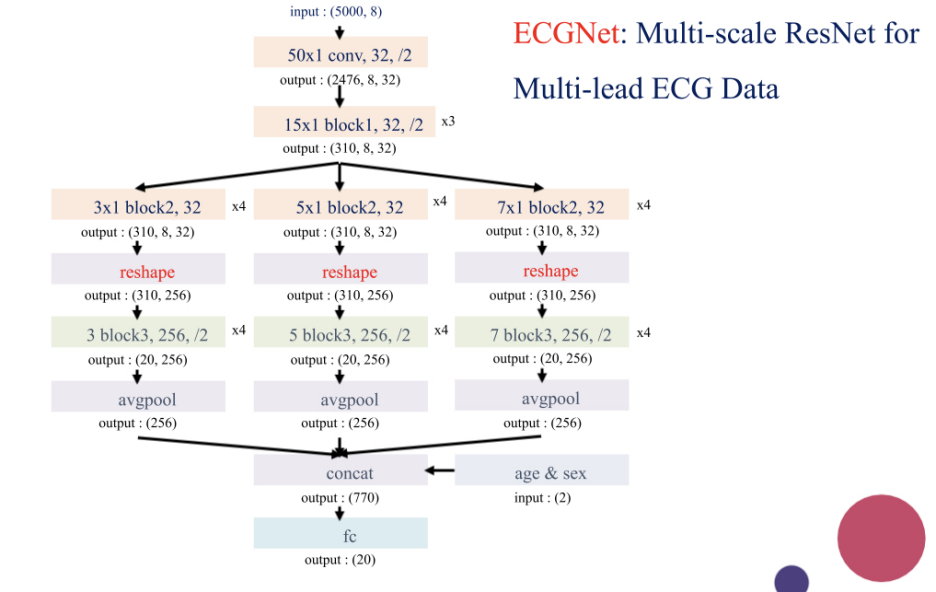 ECGNet: Multi-scale ResNet for
Multi-lead ECG Data
input : (5000, 8)
50x1 conv, 32, /2
output : (2476, 8, 32)
15x1 block1, 32, /2 x3
output : (310, 8, 32)
3x1 block2, 32 x4 5x1 block2, 32 x4 7x1 block2, 32 x4
output : (310, 8, 32) output : (310, 8, 32) output : (310, 8, 32)
reshape reshape reshape
output : (310, 256) output : (310, 256) output : (310, 256)
3 block3, 256, /2 x4 5 block3, 256, /2 x4 7 block3, 256, /2 x4
output : (20, 256) output : (20, 256) output : (20, 256)
avgpool avgpool avgpool
output : (256) output : (256) output : (256)
concat age & sex
output : (770) input : (2)
fc
output : (20)